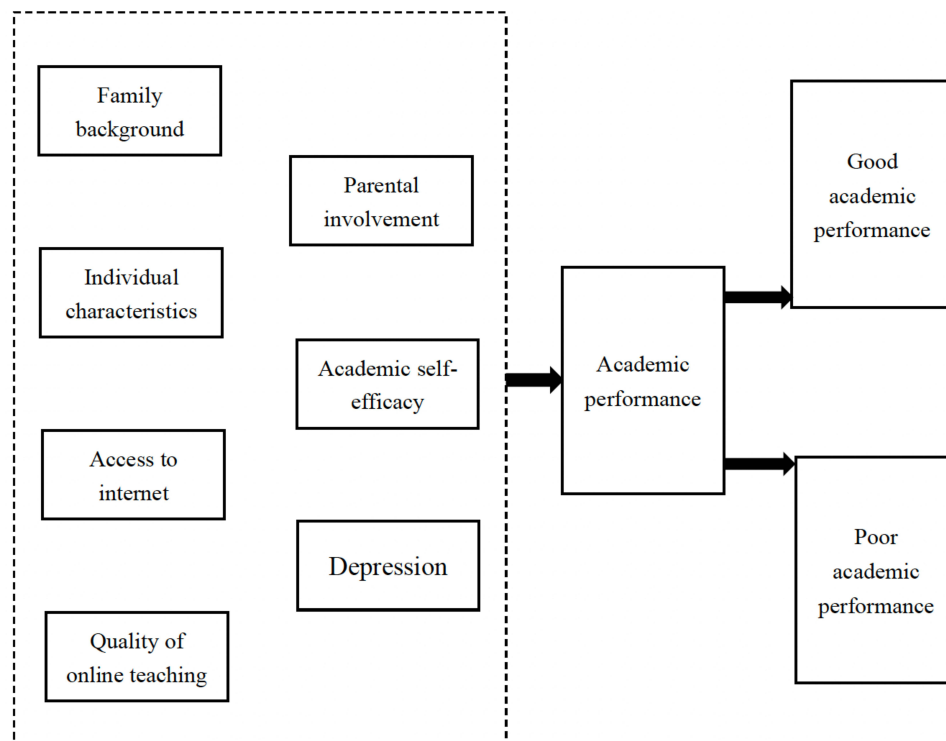 Family
background
Individual
characteristics
Access to
internet
Quality of
online teaching
Parental
involvement
Academic self-
efficacy
Depression
Academic
performance
Good
academic
performance
Poor
academic
performance